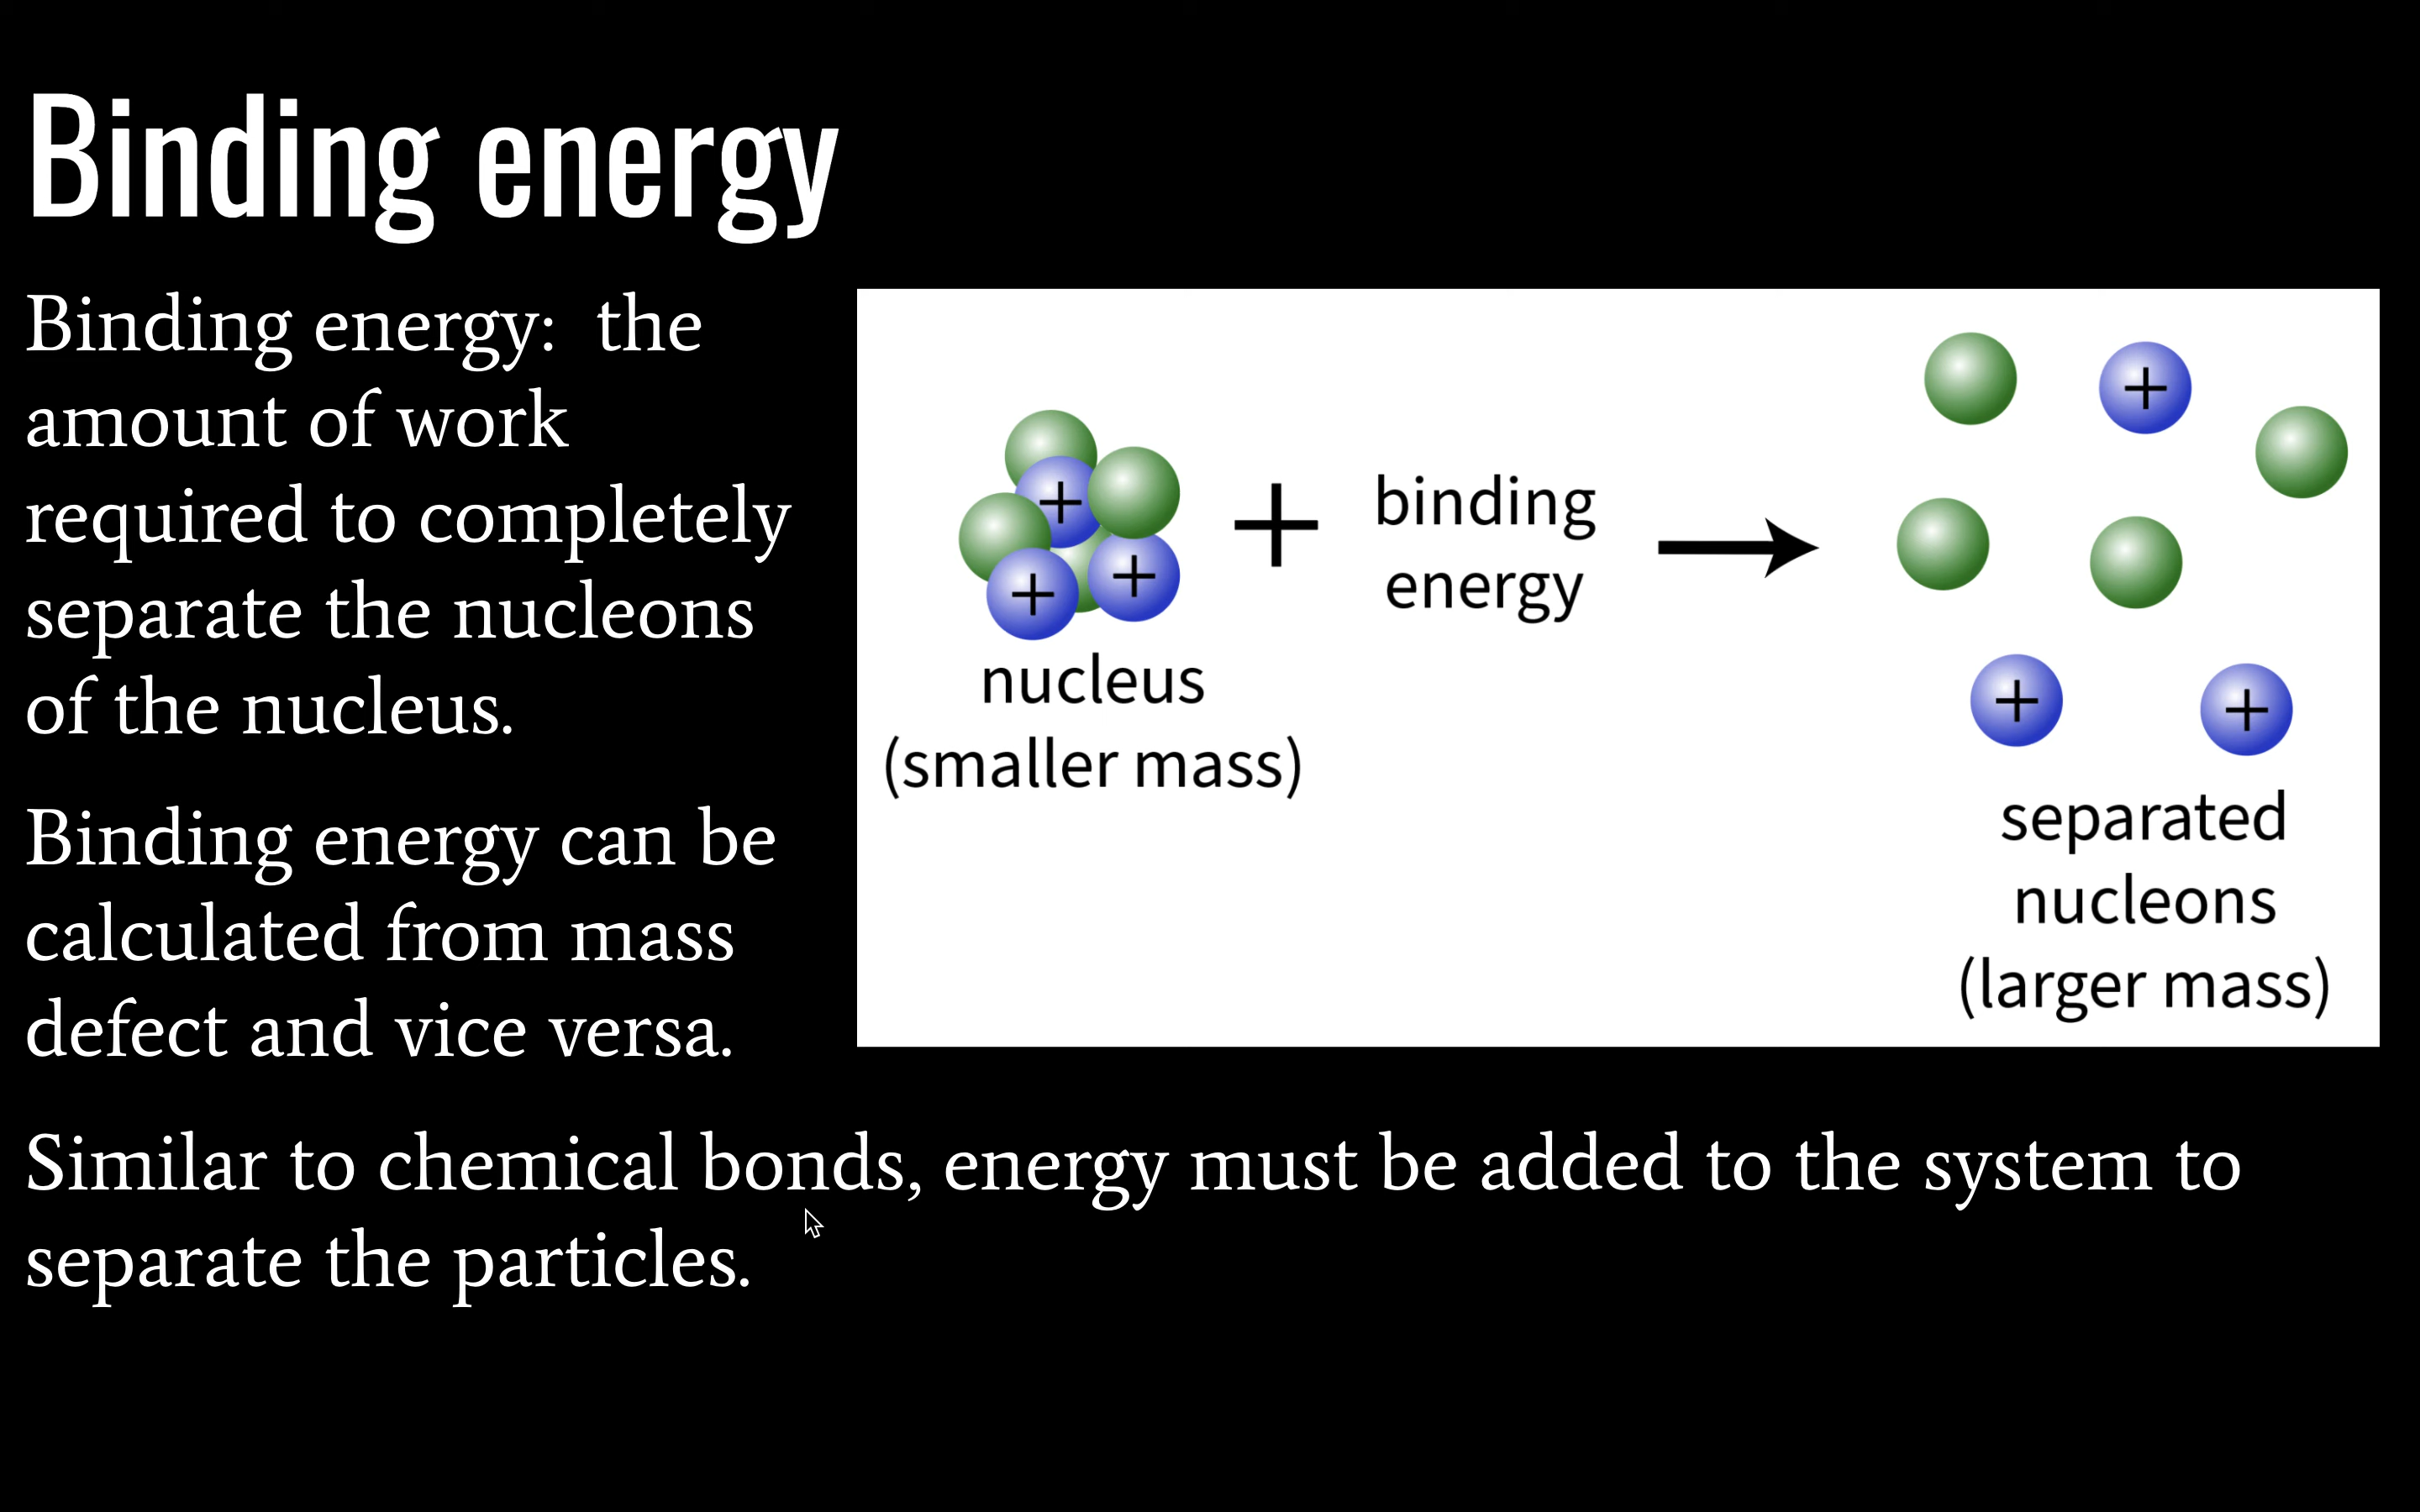 Binding energy
Binding energy:  the
amount of work
required to completely
separate the nucleons
of the nucleus.
Binding energy can be
calculated from mass
defect and vice versa.
Similar to chemical bonds, energy must be added to the system to
separate the particles.
+
+
+
nucleus
(smaller mass)
+
binding
energy
+
+
+
separated
nucleons
(larger mass)